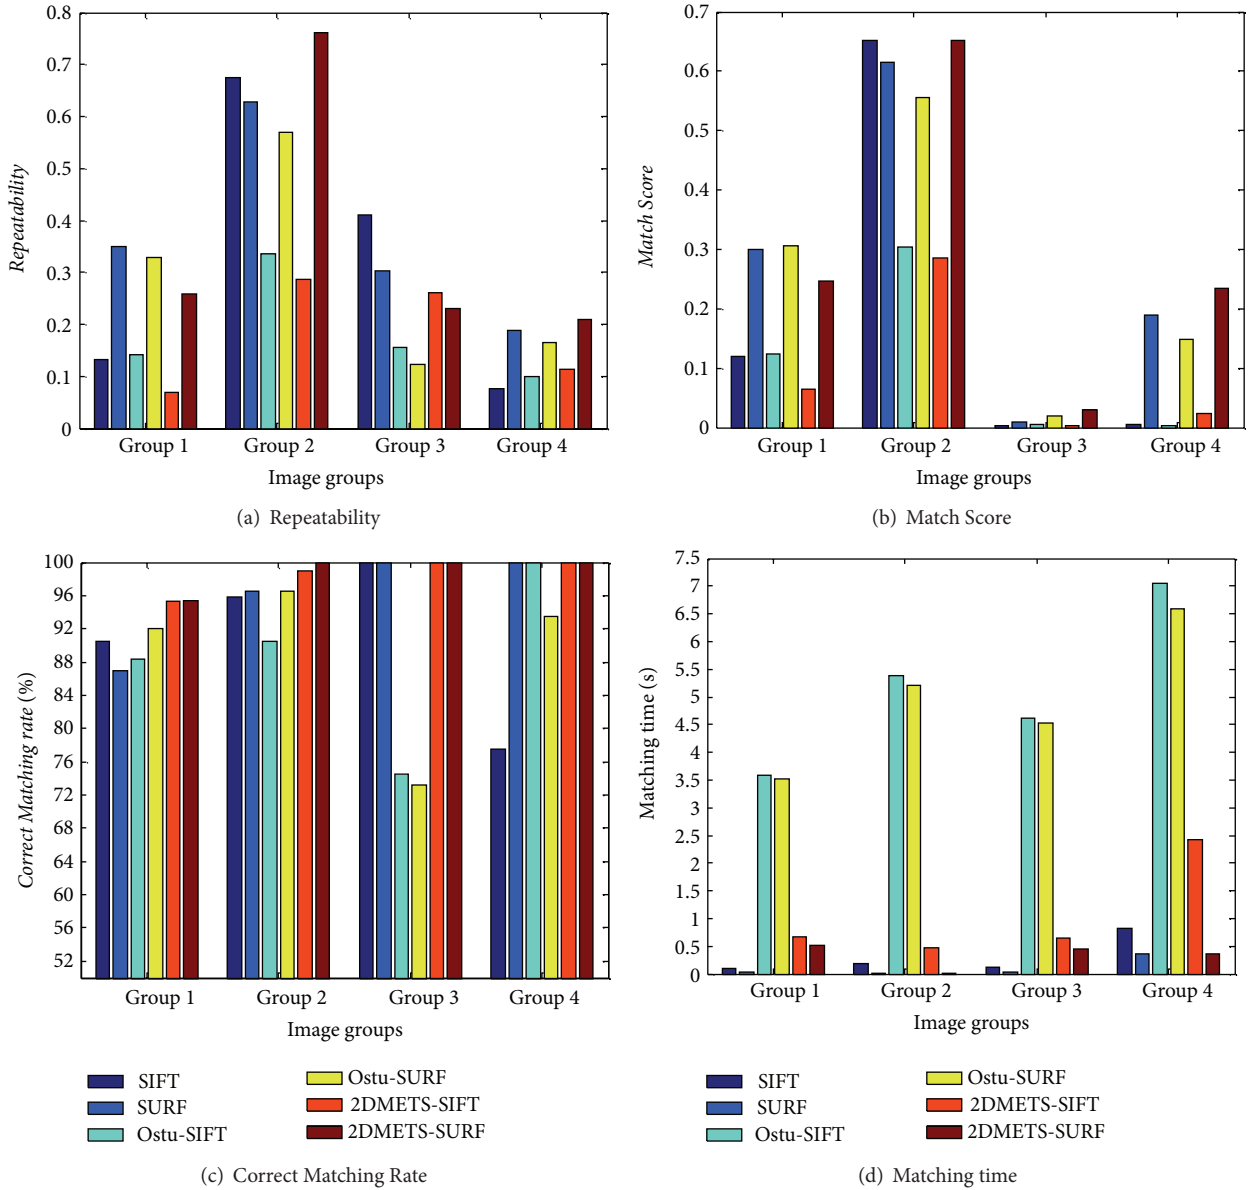 0.8
0.7
0.6
0.5
0.4
0.3
0.2
0.1
0
Repeatability
Group 1 Group 2 Group 3 Group 4
Image groups
(a) Repeatability
0.7
0.6
0.5
0.4
0.3
0.2
0.1
0
Match Score
Group 1 Group 2 Group 3 Group 4
Image groups
(b) Match Score
100
96
92
88
84
80
76
72
68
64
60
56
52
Correct Matching rate (%)
Group 1 Group 2 Group 3 Group 4
Image groups
SIFT
SURF
Ostu-SIFT
Ostu-SURF
2DMETS-SIFT
2DMETS-SURF
(c) Correct Matching Rate
7.5
7
6.5
6
5.5
5
4.5
4
3.5
3
2.5
2
1.5
1
0.5
0
Matching time (s)
Group 1 Group 2 Group 3 Group 4
Image groups
SIFT
SURF
Ostu-SIFT
Ostu-SURF
2DMETS-SIFT
2DMETS-SURF
(d) Matching time